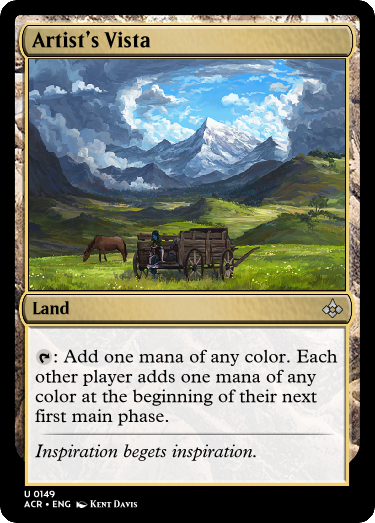 Artist's Vista
Land
: Add one mana of any color. Each
other player adds one mana of any
color at the beginning of their next
first main phase.
Inspiration begets inspiration.
U 0149
ACR • ENG Kent Davis